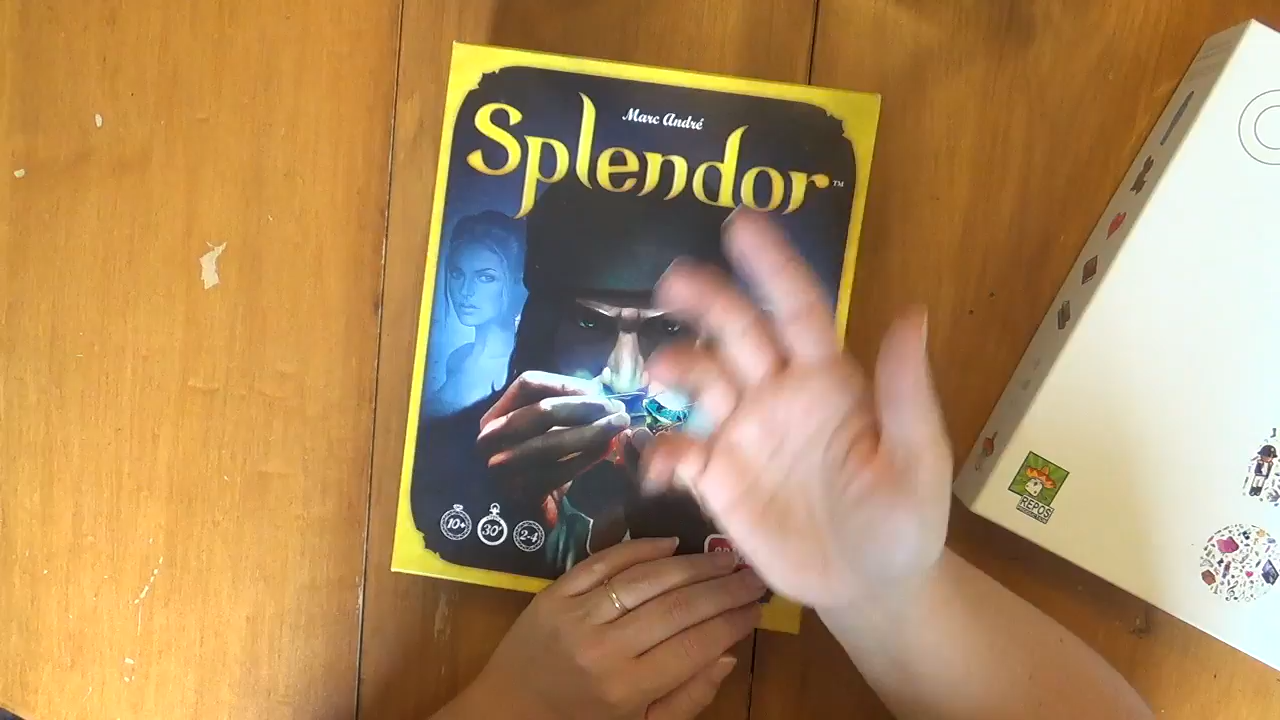 Marc André
Splendor™
10+
30'
2-4
REPOS